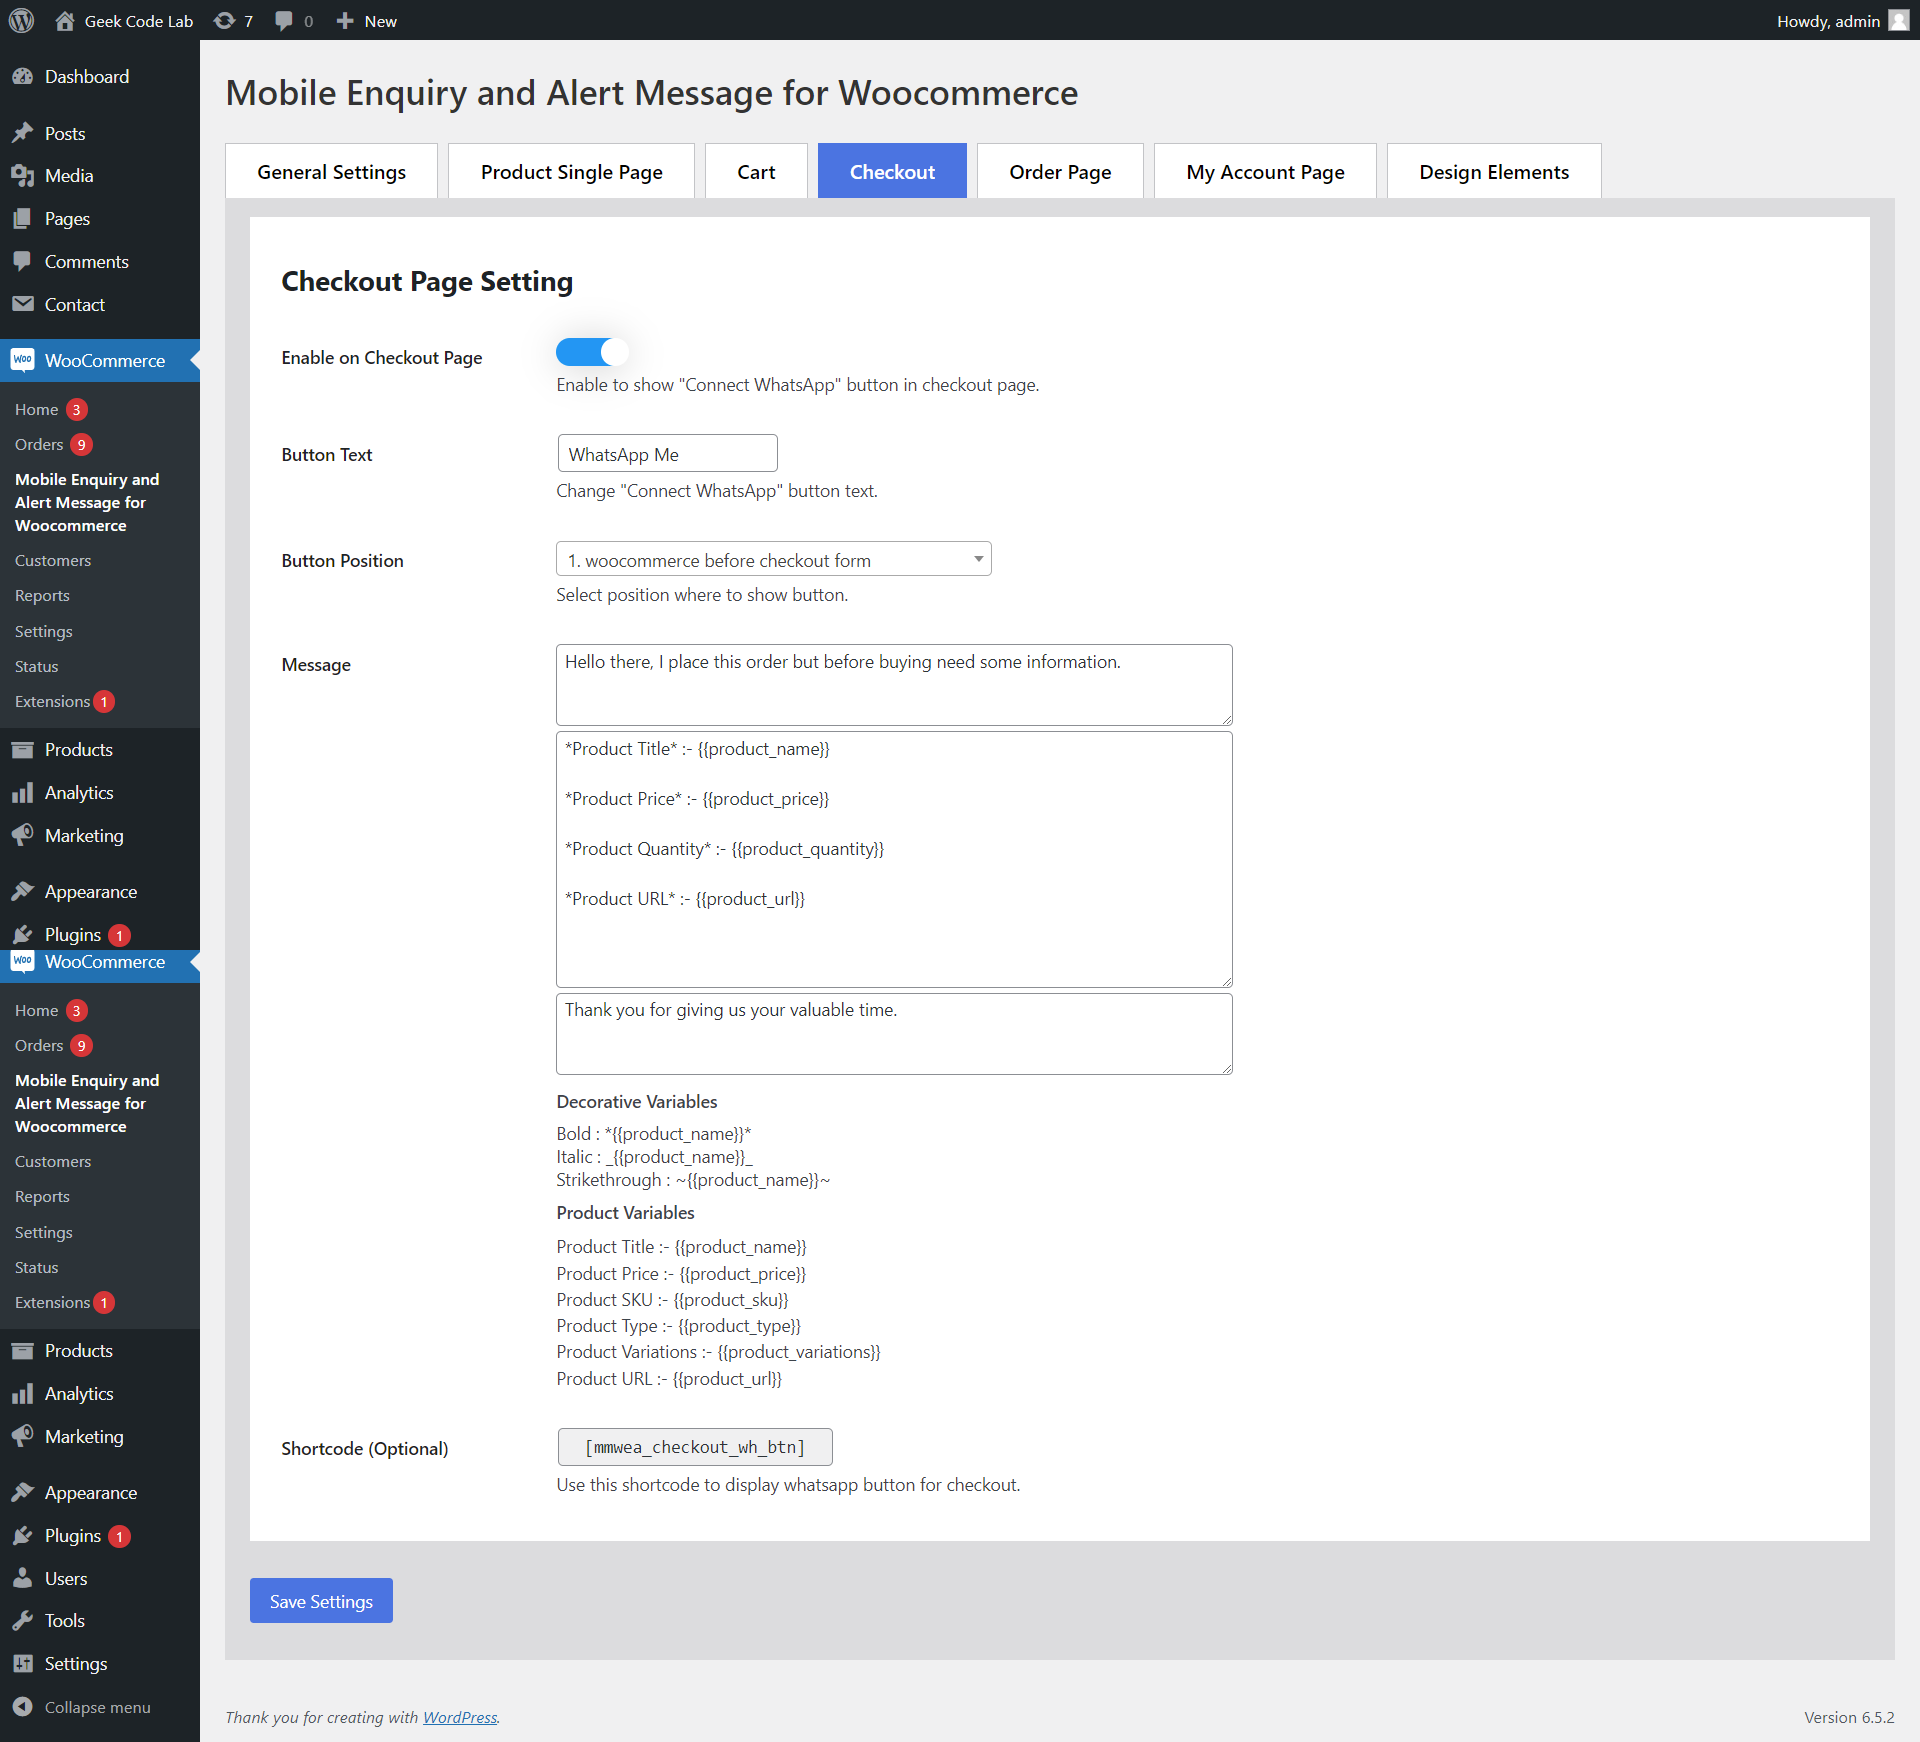 Geek Code Lab 7 0 New Howdy, admin
Dashboard
Posts
Media
Pages
Comments
Contact
Woo WooCommerce
Home 3
Orders 9
Mobile Enquiry and
Alert Message for
Woocommerce
Customers
Reports
Settings
Status
Extensions 1
Products
Analytics
Marketing
Appearance
Plugins 1
Woo WooCommerce
Home 3
Orders 9
Mobile Enquiry and
Alert Message for
Woocommerce
Customers
Reports
Settings
Status
Extensions 1
Products
Analytics
Marketing
Appearance
Plugins 1
Users
Tools
Settings
Collapse menu
Mobile Enquiry and Alert Message for Woocommerce
General Settings Product Single Page Cart Checkout Order Page My Account Page Design Elements
Checkout Page Setting
Enable on Checkout Page
Enable to show "Connect WhatsApp" button in checkout page.
Button Text WhatsApp Me
Change "Connect WhatsApp" button text.
Button Position 1. woocommerce before checkout form
Select position where to show button.
Message Hello there, I place this order but before buying need some information.
*Product Title* :- {{product_name}}
*Product Price* :- {{product_price}}
*Product Quantity* :- {{product_quantity}}
*Product URL* :- {{product_url}}
Thank you for giving us your valuable time.
Decorative Variables
Bold : *{{product_name}}*
Italic : _{{product_name}}_
Strikethrough : ~{{product_name}}~
Product Variables
Product Title :- {{product_name}}
Product Price :- {{product_price}}
Product SKU :- {{product_sku}}
Product Type :- {{product_type}}
Product Variations :- {{product_variations}}
Product URL :- {{product_url}}
Shortcode (Optional) [mmwea_checkout_wh_btn]
Use this shortcode to display whatsapp button for checkout.
Save Settings
Thank you for creating with WordPress. Version 6.5.2